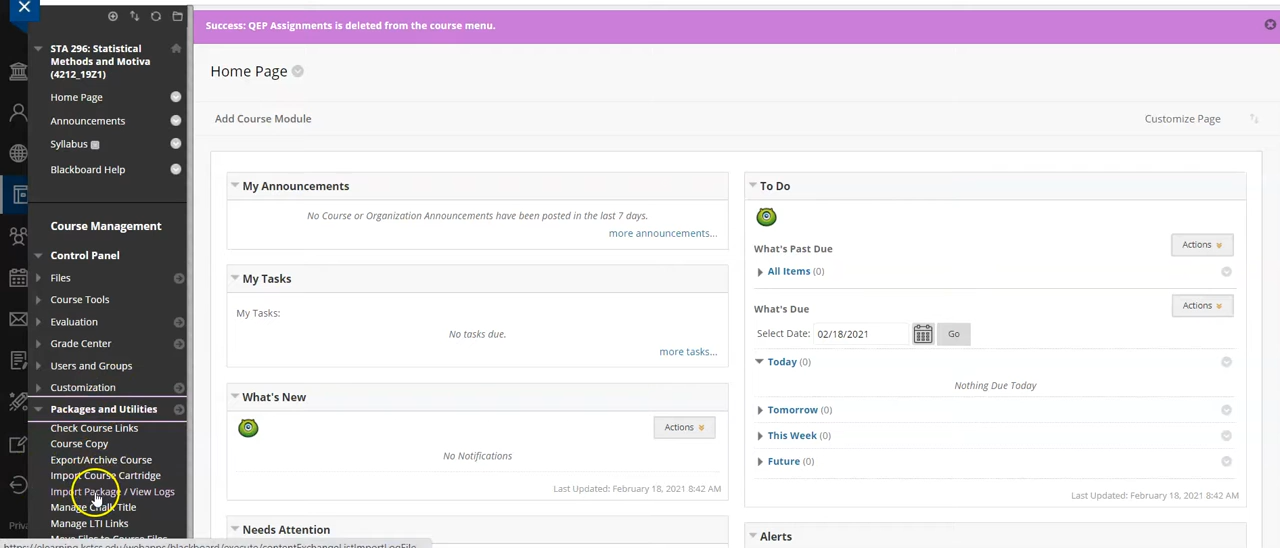 Success: QEP Assignments is deleted from the course menu.
STA 296: Statistical
Methods and Motiva
(4212_19Z1)
Home Page
Announcements
Syllabus
Blackboard Help
Course Management
Control Panel
Files
Course Tools
Evaluation
Grade Center
Users and Groups
Customization
Packages and Utilities
Check Course Links
Course Copy
Export/Archive Course
Import Course Cartridge
Import Package / View Logs
Manage Chalk Title
Manage LTI Links
Move Files to Course Files
Home Page
Add Course Module
Customize Page
My Announcements
No Course or Organization Announcements have been posted in the last 7 days.
more announcements...
My Tasks
My Tasks:
No tasks due.
more tasks...
What's New
Actions
No Notifications
Last Updated: February 18, 2021 8:42 AM
Needs Attention
To Do
What's Past Due
Actions
All Items (0)
What's Due
Actions
Select Date: 02/18/2021 Go
Today (0)
Nothing Due Today
Tomorrow (0)
This Week (0)
Future (0)
Last Updated: February 18, 2021 8:42 AM
Alerts